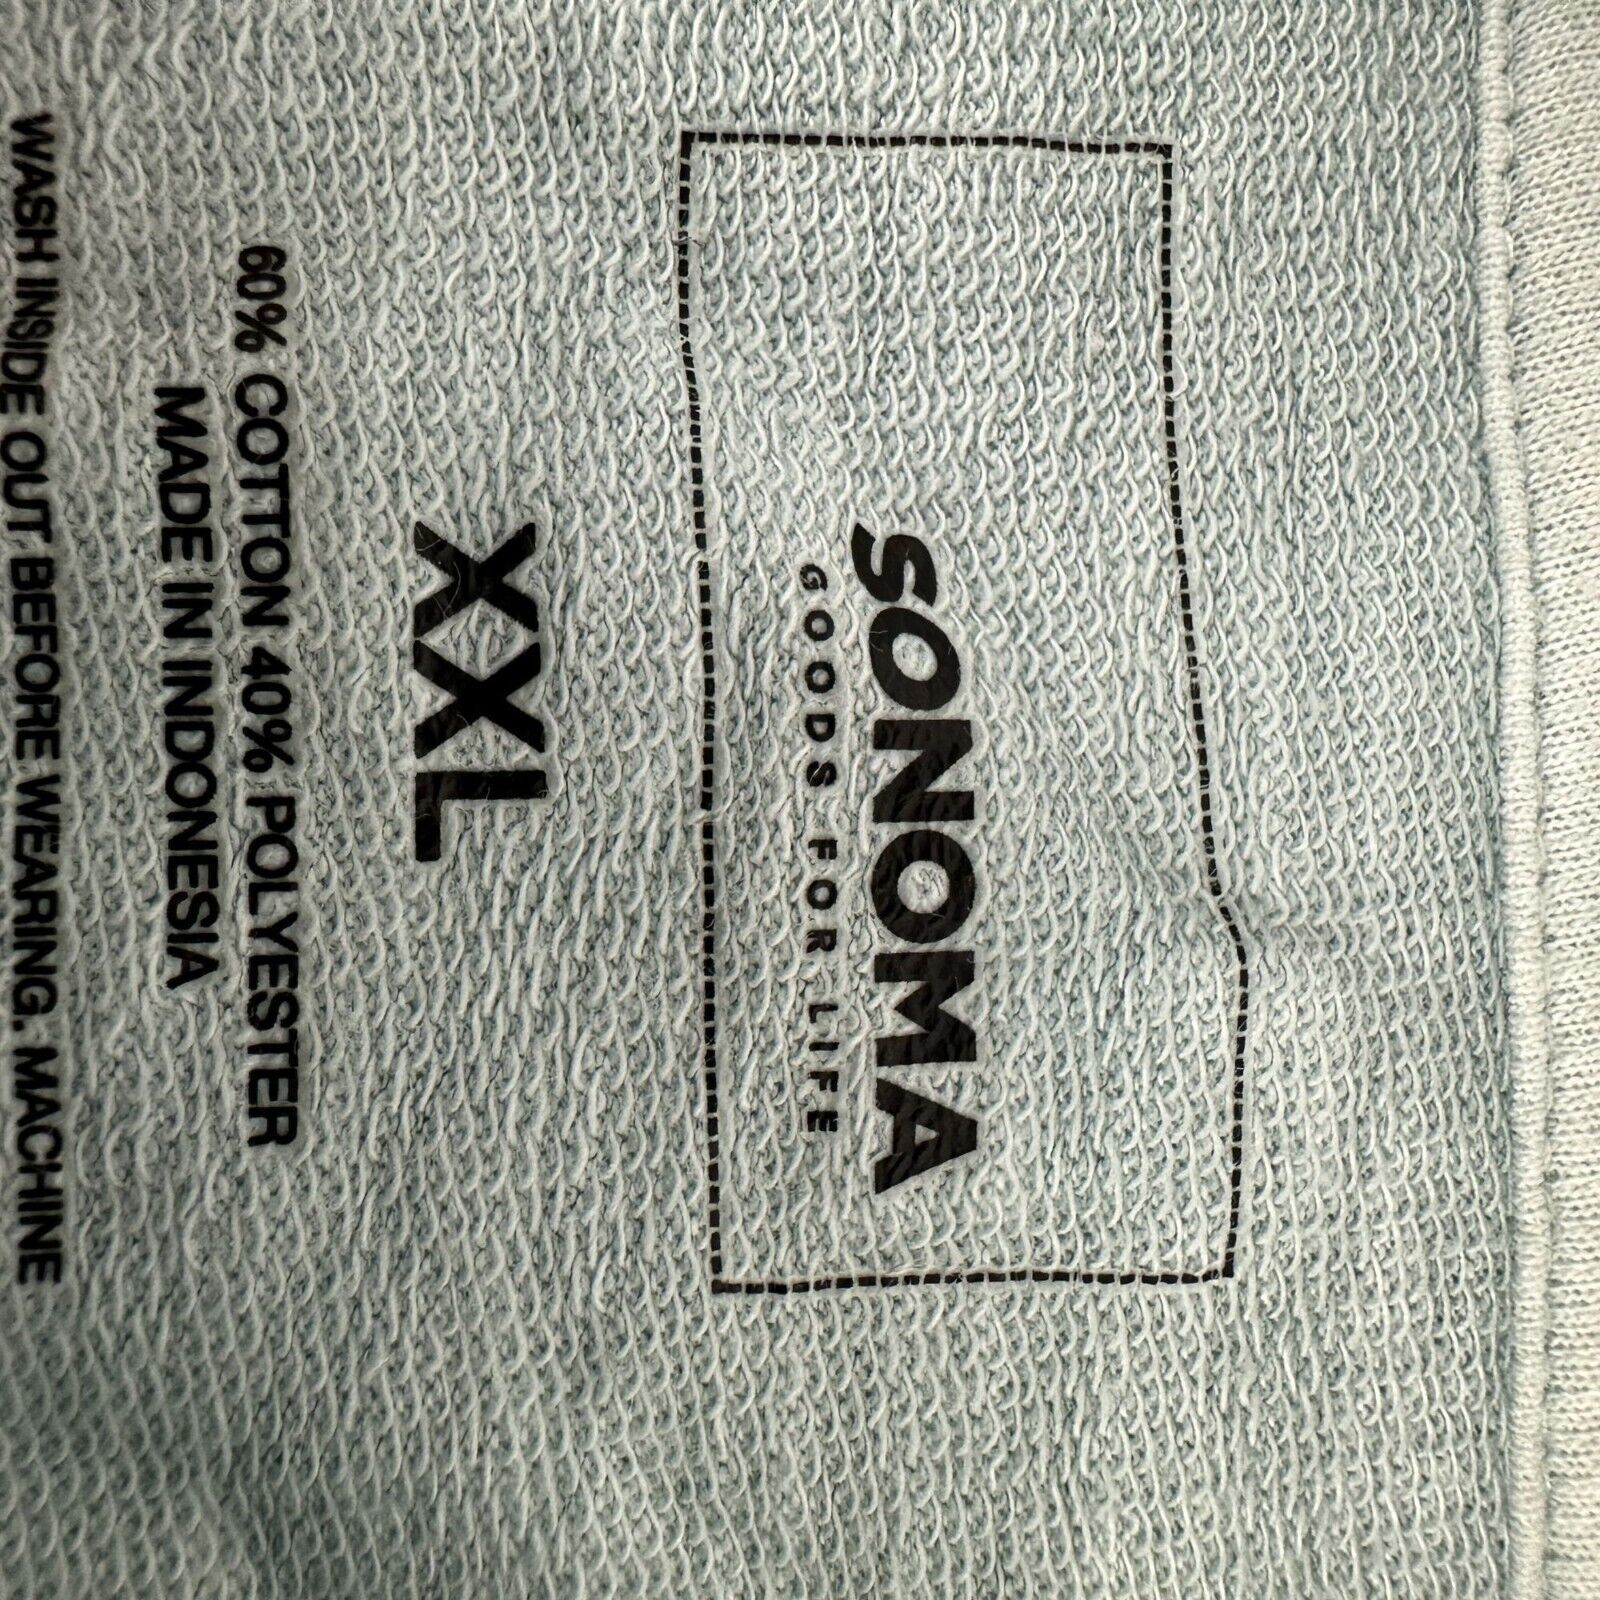 SONOMA
GOODS FOR LIFE
XXL
60% COTTON 40% POLYESTER
MADE IN INDONESIA
WASH INSIDE OUT BEFORE WEARING. MACHINE